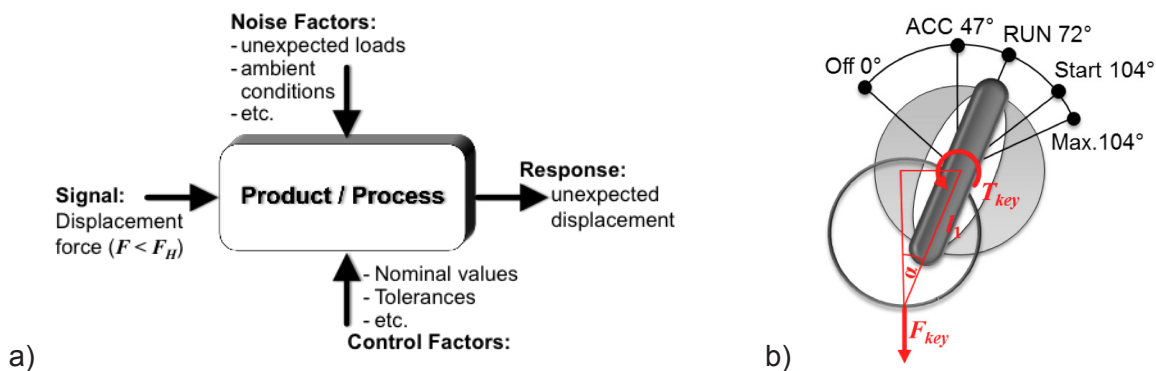 Noise Factors:
- unexpected loads
- ambient
conditions
- etc.
Signal:
Displacement
force (F < F_H)
Product / Process
Response:
unexpected
displacement
- Nominal values
- Tolerances
- etc.
Control Factors:
a)
ACC 47°
RUN 72°
Off 0°
Start 104°
Max.104°
T_key
l_1
α
F_key
b)